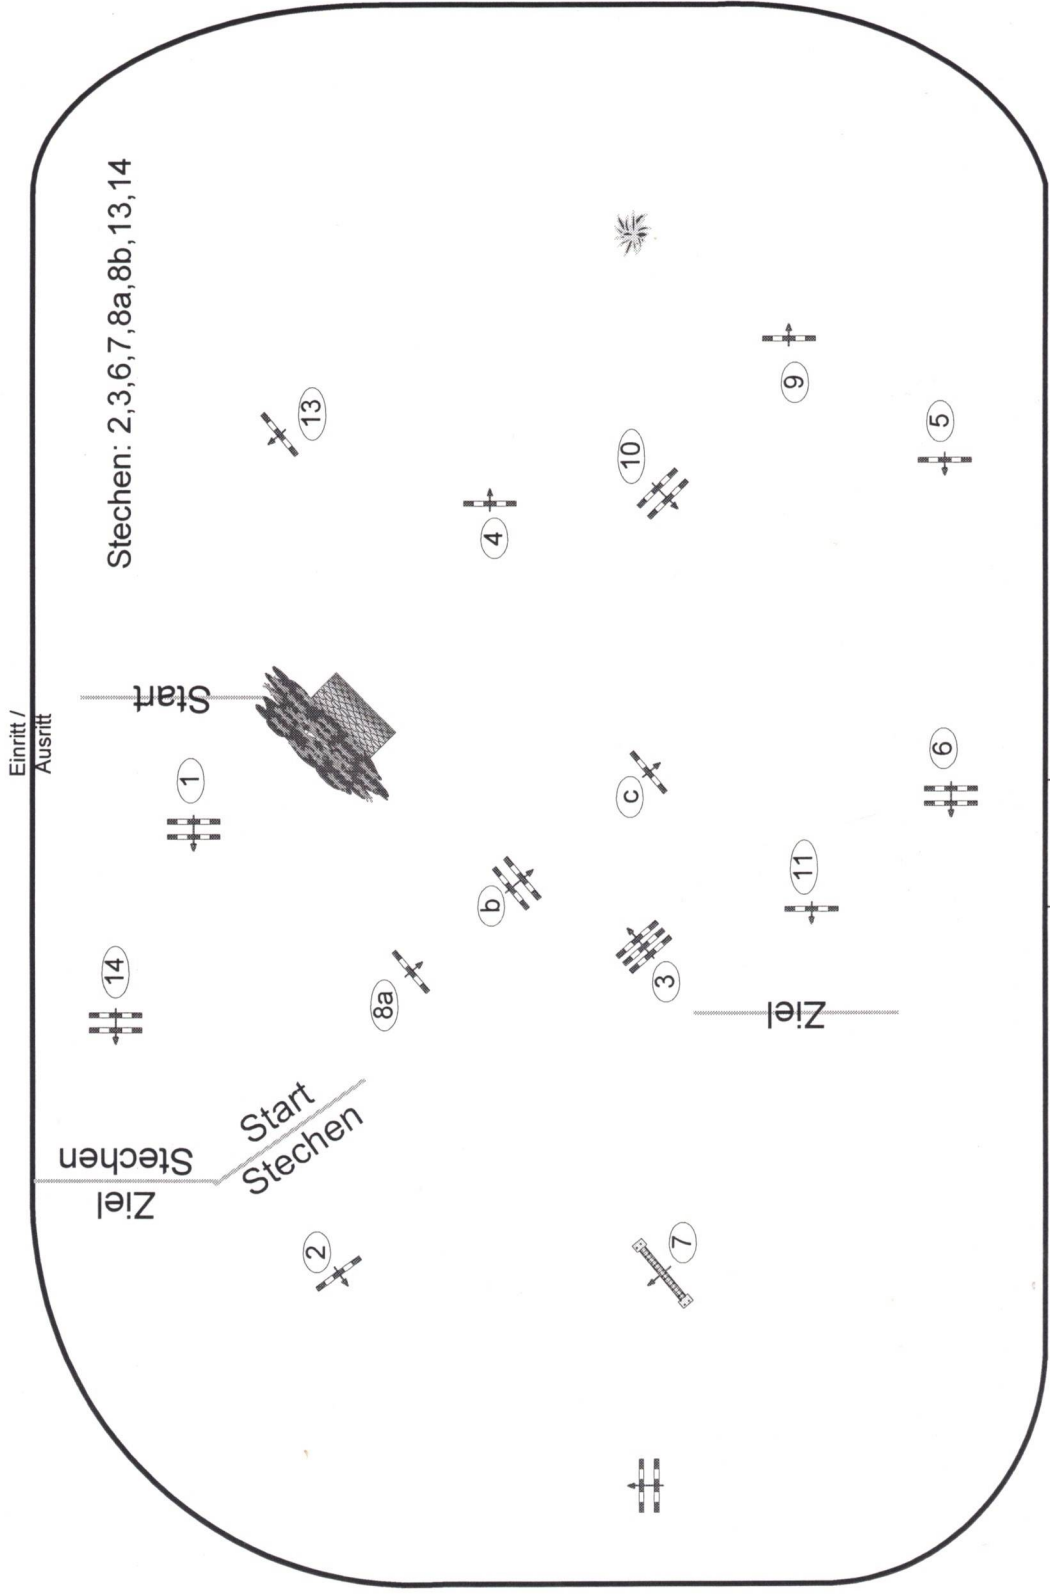 Einritt /
Ausritt
Stechen: 2,3,6,7,8a,8b,13,14
Start
1
14
13
4
10
9
5
6
11
c
b
3
8a
Ziel
Start
Stechen
Ziel
Stechen
2
7